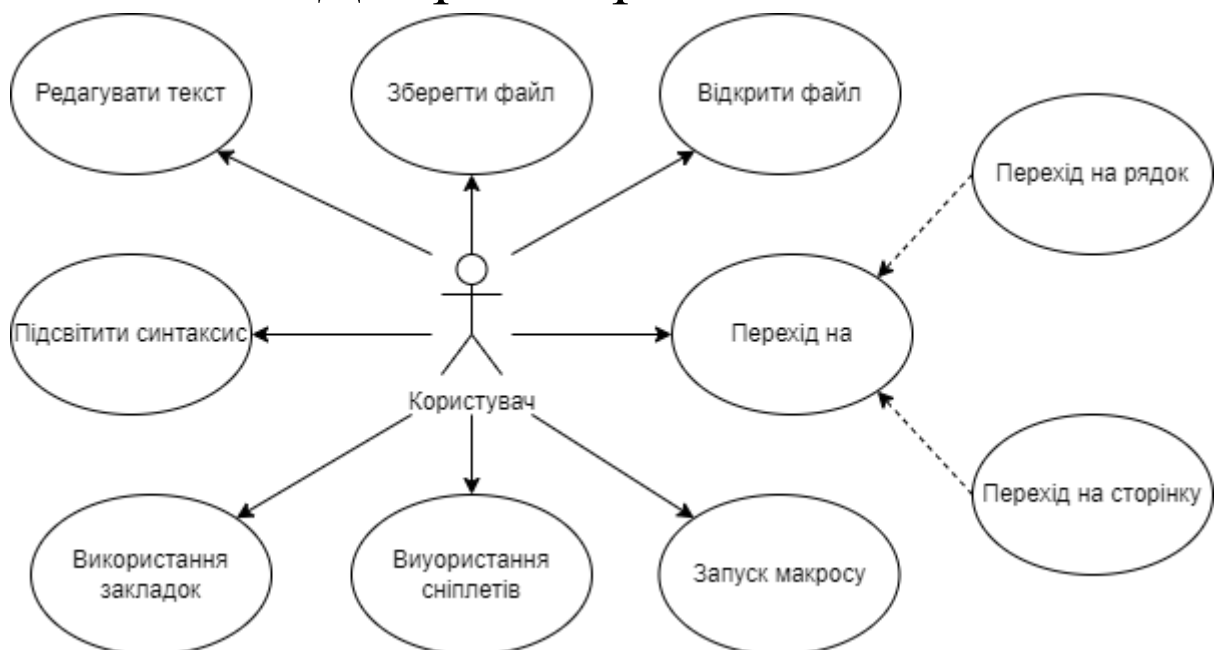 Редагувати текст
Зберегти файл
Відкрити файл
Перехід на рядок
Підсвітити синтаксис
Перехід на
Користувач
Перехід на сторінку
Використання
закладок
Виуористання
сніплетів
Запуск макросу